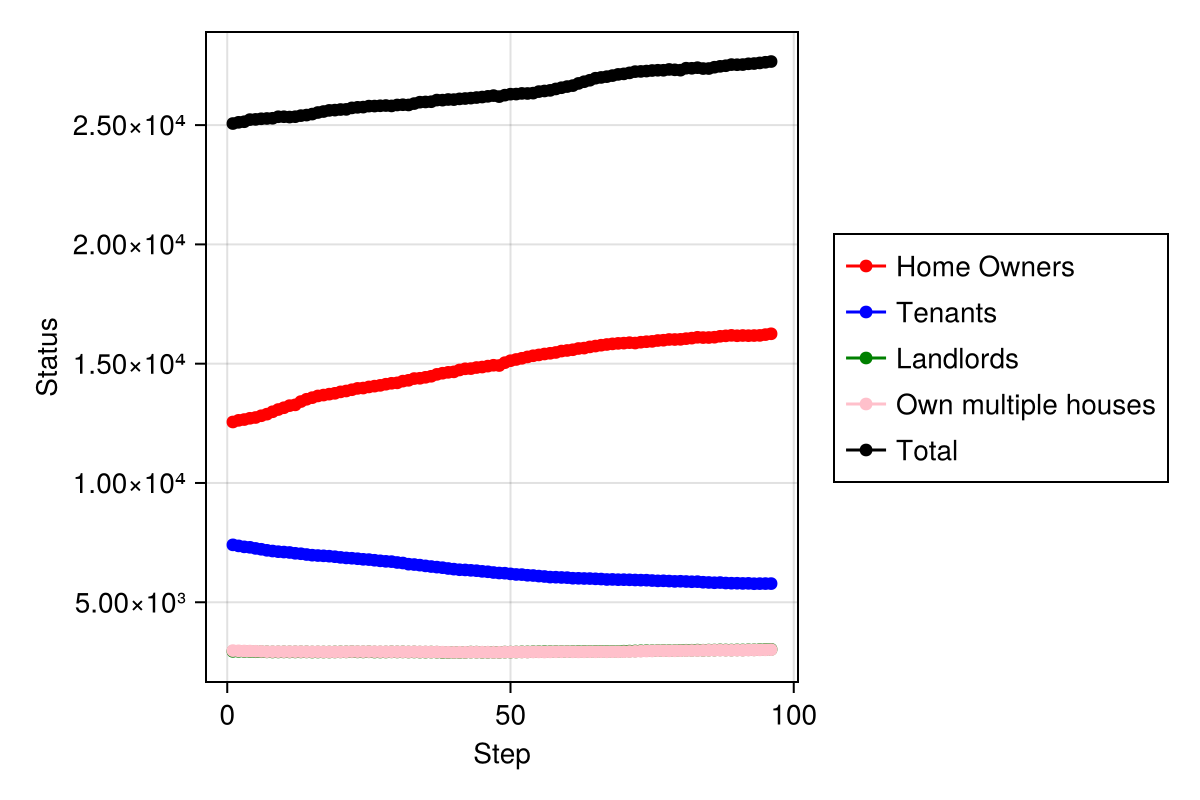 2.50×10⁴
2.00×10⁴
1.50×10⁴
1.00×10⁴
5.00×10³
Status
0 50 100
Step
Home Owners
Tenants
Landlords
Own multiple houses
Total